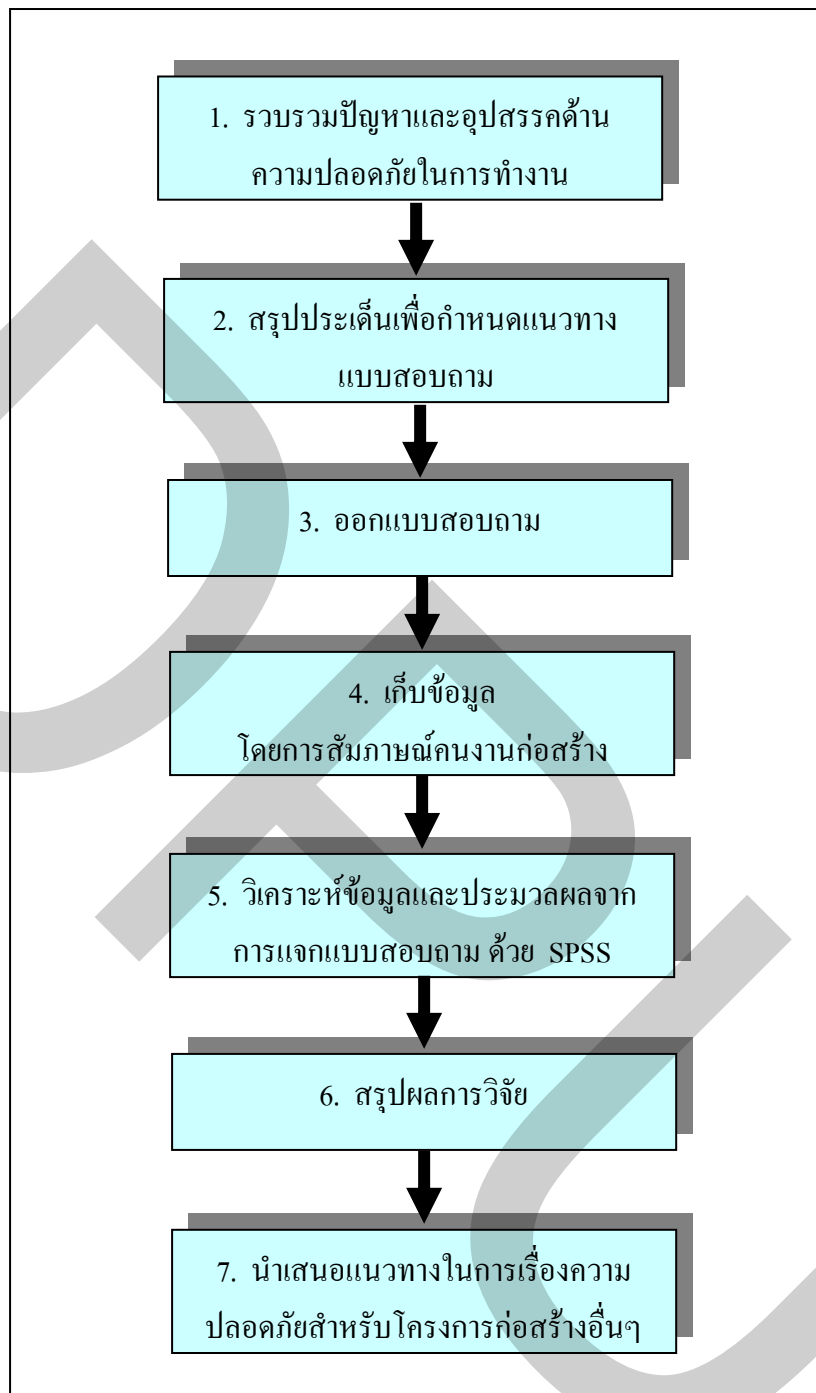 1. รวบรวมปัญหาและอุปสรรคด้าน
ความปลอดภัยในการทำงาน
2. สรุปประเด็นเพื่อกำหนดแนวทาง
แบบสอบถาม
3. ออกแบบสอบถาม
4. เก็บข้อมูล
โดยการสัมภาษณ์คนงานก่อสร้าง
5. วิเคราะห์ข้อมูลและประมวลผลจาก
การแจกแบบสอบถาม ด้วย SPSS
6. สรุปผลการวิจัย
7. นำเสนอแนวทางในการเรื่องความ
ปลอดภัยสำหรับโครงการก่อสร้างอื่นๆ